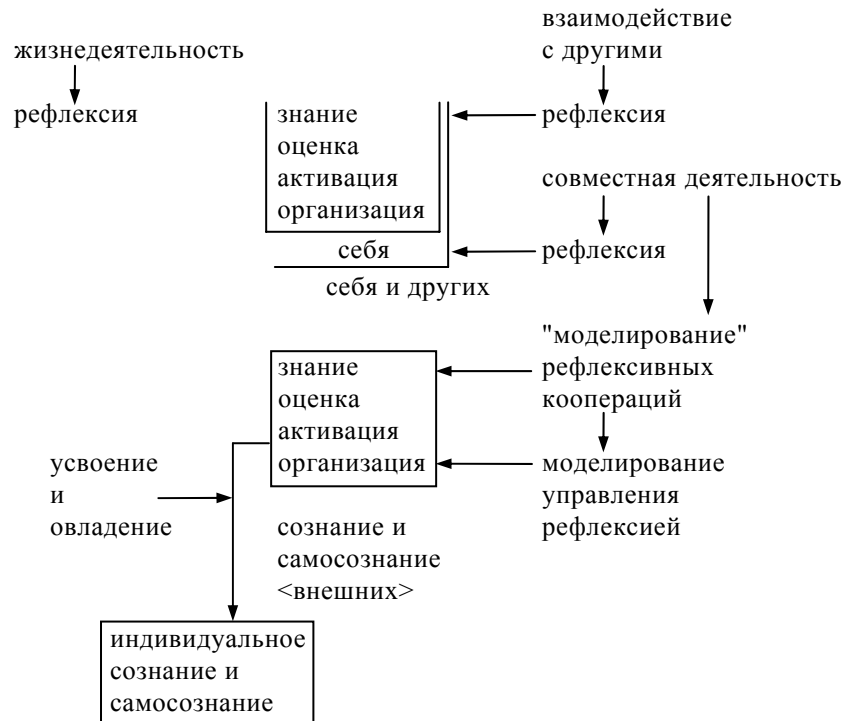 взаимодействие
с другими
жизнедеятельность
рефлексия
знание
оценка
активация
организация
себя
себя и других
рефлексия
совместная деятельность
рефлексия
"моделирование"
рефлексивных
коопераций
знание
оценка
активация
организация
моделирование
управления
рефлексией
усвоение
и
овладение
сознание и
самосознание
<внешних>
индивидуальное
сознание и
самосознание